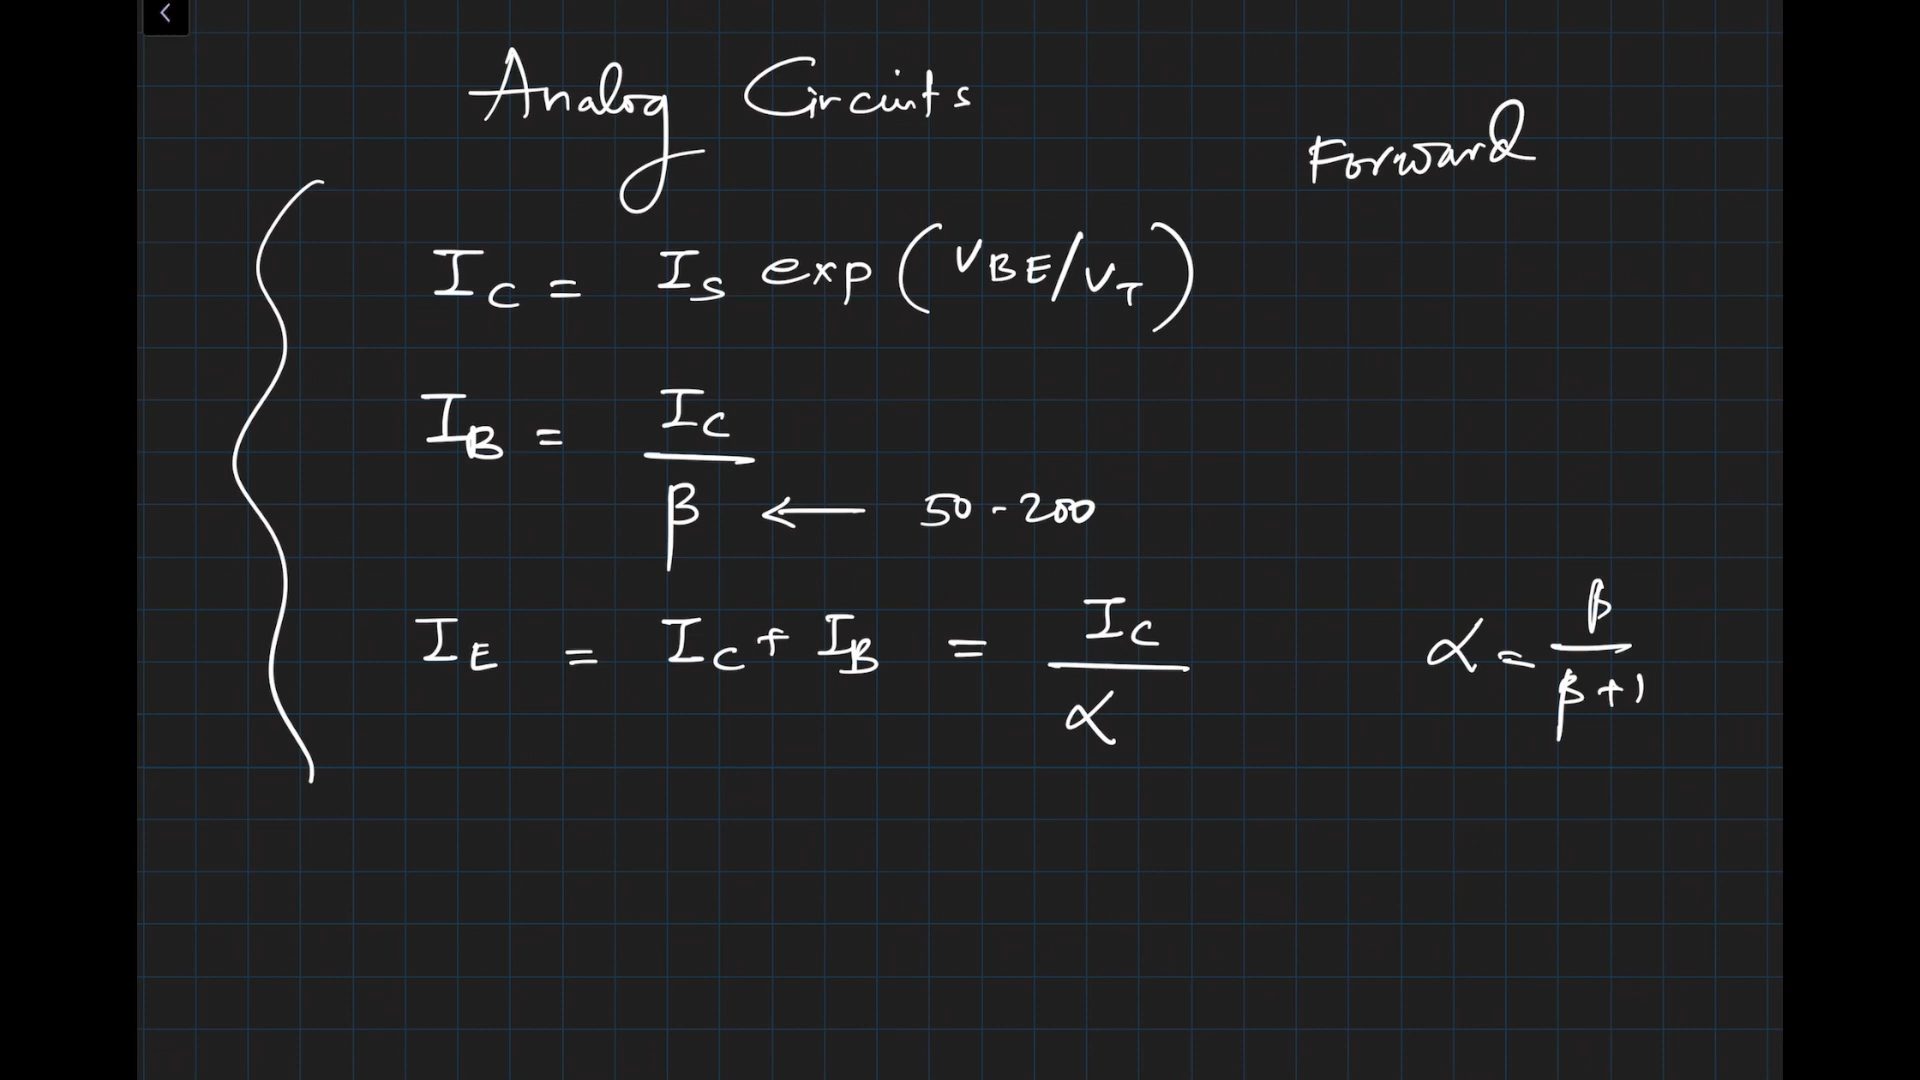 Analog Circuits
Forward
I_C = I_S exp (V_BE/V_T)
I_B = I_C / β ← 50 - 200
I_E = I_C + I_B = I_C / α
α = β / β+1